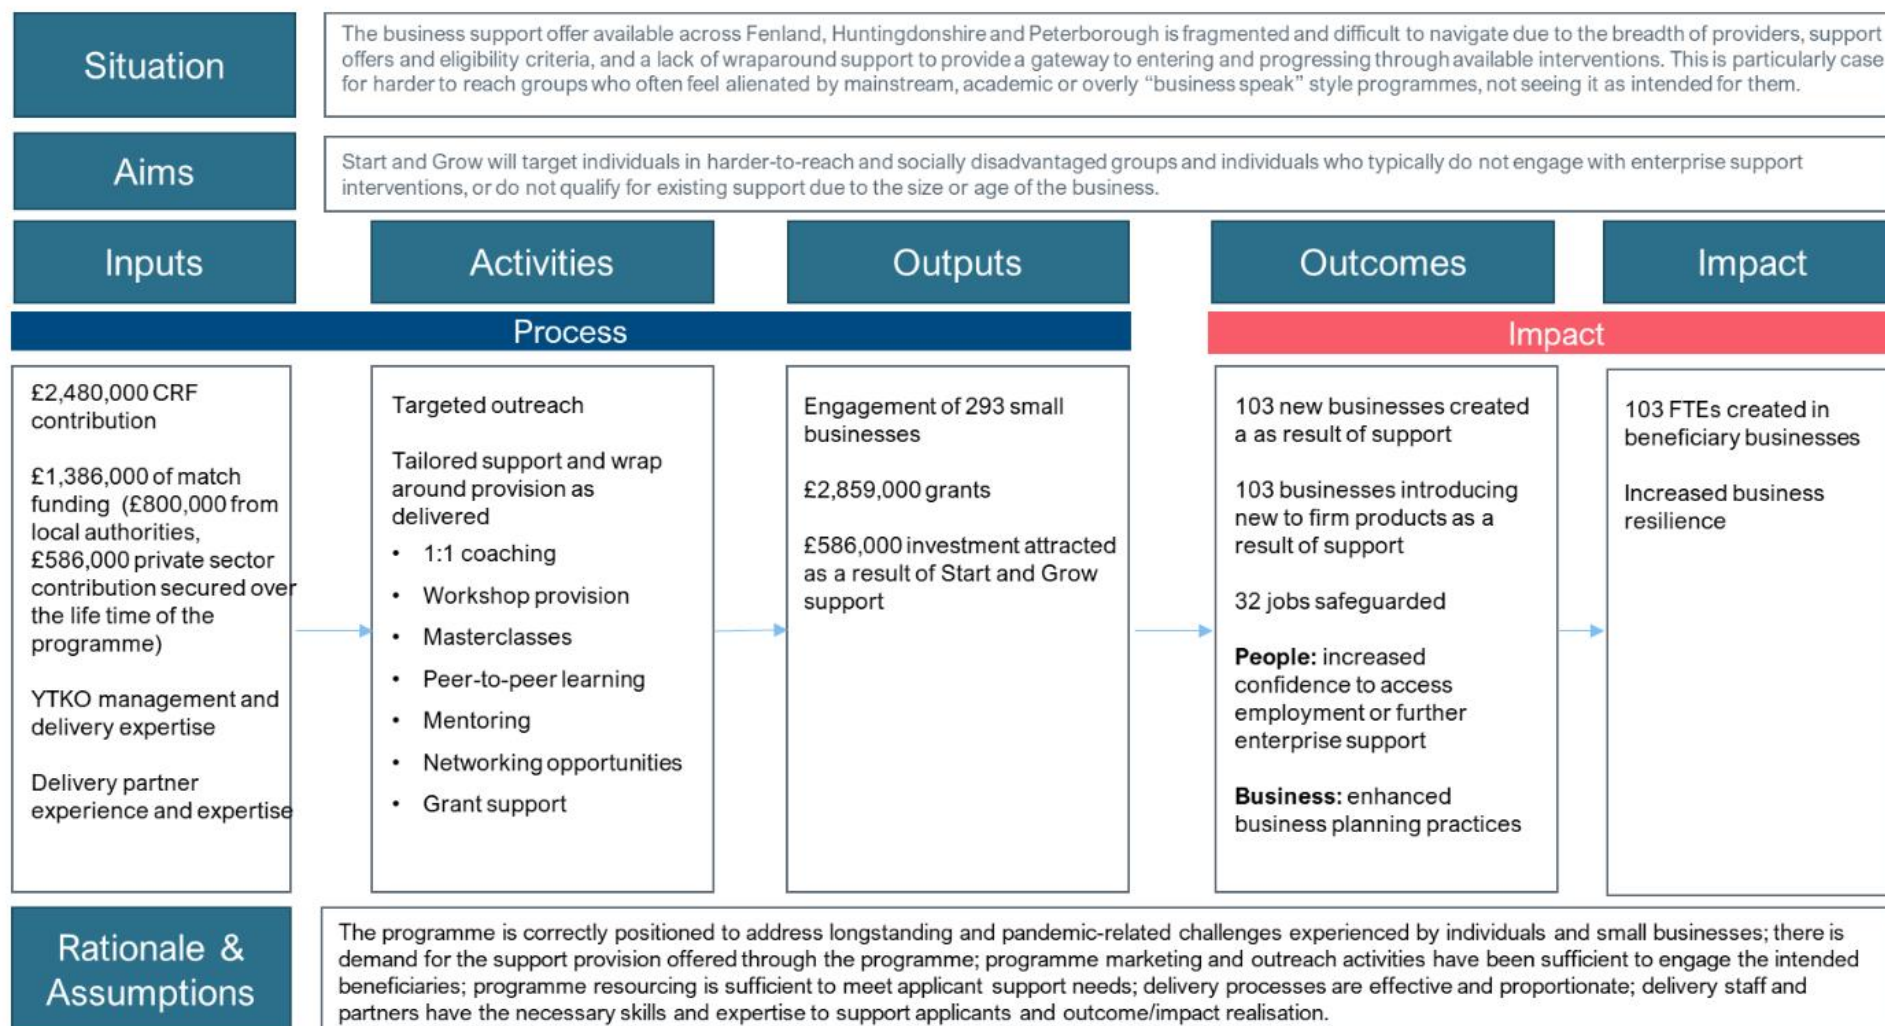 Situation
The business support offer available across Fenland, Huntingdonshire and Peterborough is fragmented and difficult to navigate due to the breadth of providers, support
offers and eligibility criteria, and a lack of wraparound support to provide a gateway to entering and progressing through available interventions. This is particularly case
for harder to reach groups who often feel alienated by mainstream, academic or overly “business speak” style programmes, not seeing it as intended for them.
Aims
Start and Grow will target individuals in harder-to-reach and socially disadvantaged groups and individuals who typically do not engage with enterprise support
interventions, or do not qualify for existing support due to the size or age of the business.
Inputs
Activities
Outputs
Outcomes
Impact
Process
Impact
£2,480,000 CRF
contribution
£1,386,000 of match
funding (£800,000 from
local authorities,
£586,000 private sector
contribution secured over
the life time of the
programme)
YTKO management and
delivery expertise
Delivery partner
experience and expertise
Targeted outreach
Tailored support and wrap
around provision as
delivered
• 1:1 coaching
• Workshop provision
• Masterclasses
• Peer-to-peer learning
• Mentoring
• Networking opportunities
• Grant support
Engagement of 293 small
businesses
£2,859,000 grants
£586,000 investment attracted
as a result of Start and Grow
support
103 new businesses created
a as result of support
103 businesses introducing
new to firm products as a
result of support
32 jobs safeguarded
People: increased
confidence to access
employment or further
enterprise support
Business: enhanced
business planning practices
103 FTEs created in
beneficiary businesses
Increased business
resilience
Rationale &
Assumptions
The programme is correctly positioned to address longstanding and pandemic-related challenges experienced by individuals and small businesses; there is
demand for the support provision offered through the programme; programme marketing and outreach activities have been sufficient to engage the intended
beneficiaries; programme resourcing is sufficient to meet applicant support needs; delivery processes are effective and proportionate; delivery staff and
partners have the necessary skills and expertise to support applicants and outcome/impact realisation.